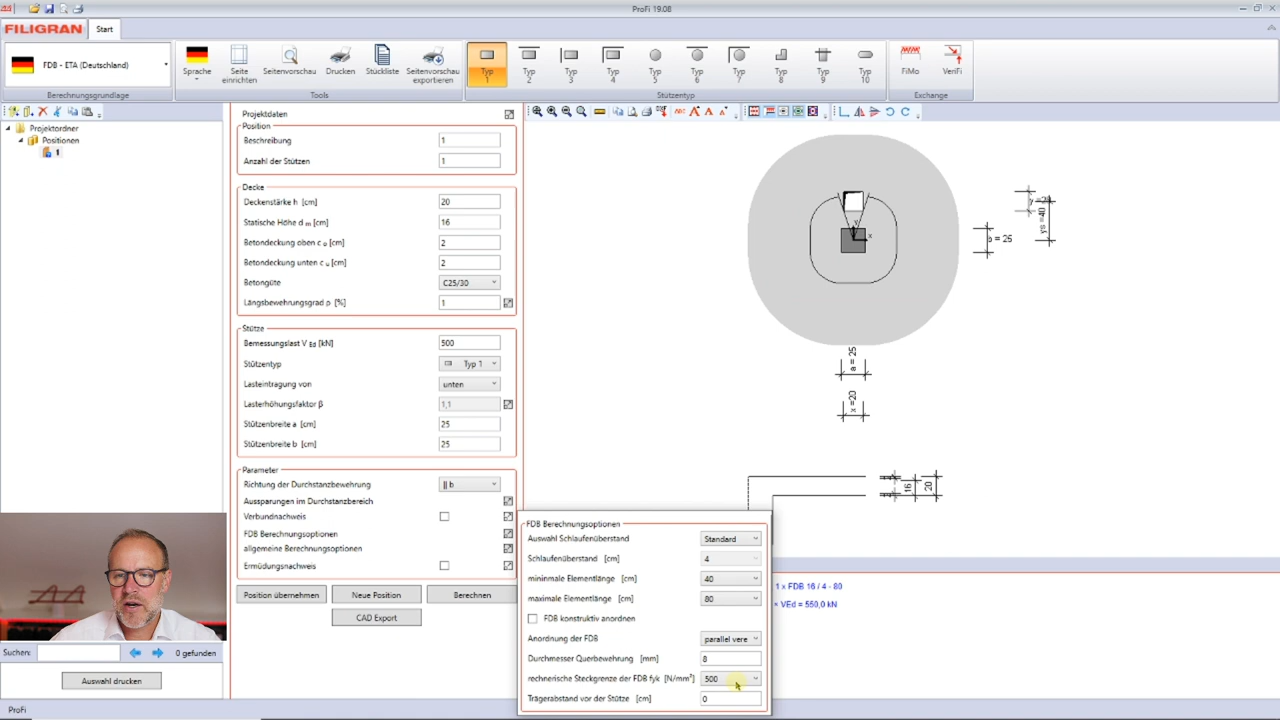 ProFi 19.08
FILIGRAN Start
FDB - ETA (Deutschland)
Berechnungsgrundlage
Sprache
Seite einrichten
Seitenvorschau
Drucken
Stückliste
Seitenvorschau exportieren
Tools
Typ 1
Typ 2
Typ 3
Typ 4
Typ 5
Typ 6
Typ 7
Typ 8
Typ 9
Typ 10
Stützentyp
FiMo
VeriFi
Exchange
Projektordner
Positionen
1
Projektdaten
Position
Beschreibung 1
Anzahl der Stützen 1
Decke
Deckenstärke h [cm] 20
Statische Höhe d m [cm] 16
Betondeckung oben c o [cm] 2
Betondeckung unten c u [cm] 2
Betongüte C25/30
Längsbewehrungsgrad ρ [%] 1
Stütze
Bemessungslast V Ed [kN] 500
Stützentyp Typ 1
Lasteintragung von unten
Lasterhöhungsfaktor β 1,1
Stützenbreite a [cm] 25
Stützenbreite b [cm] 25
Parameter
Richtung der Durchstanzbewehrung || b
Aussparungen im Durchstanzbereich
Verbundnachweis
FDB Berechnungsoptionen
allgemeine Berechnungsoptionen
Ermüdungsnachweis
Position übernehmen Neue Position Berechnen
CAD Export
y
x
b = 25
ys =40
a = 25
x =20
16
20
FDB Berechnungsoptionen
Auswahl Schlaufenüberstand Standard
Schlaufenüberstand [cm] 4
mininmale Elementlänge [cm] 40
maximale Elementlänge [cm] 80
FDB konstruktiv anordnen
Anordnung der FDB parallel vere
Durchmesser Querbewehrung [mm] 8
rechnerische Steckgrenze der FDB fyk [N/mm²] 500
Trägerabstand vor der Stütze [cm] 0
1 x FDB 16 / 4 - 80
× VEd = 550,0 kN
Suchen: 0 gefunden
Auswahl drucken
ProFi